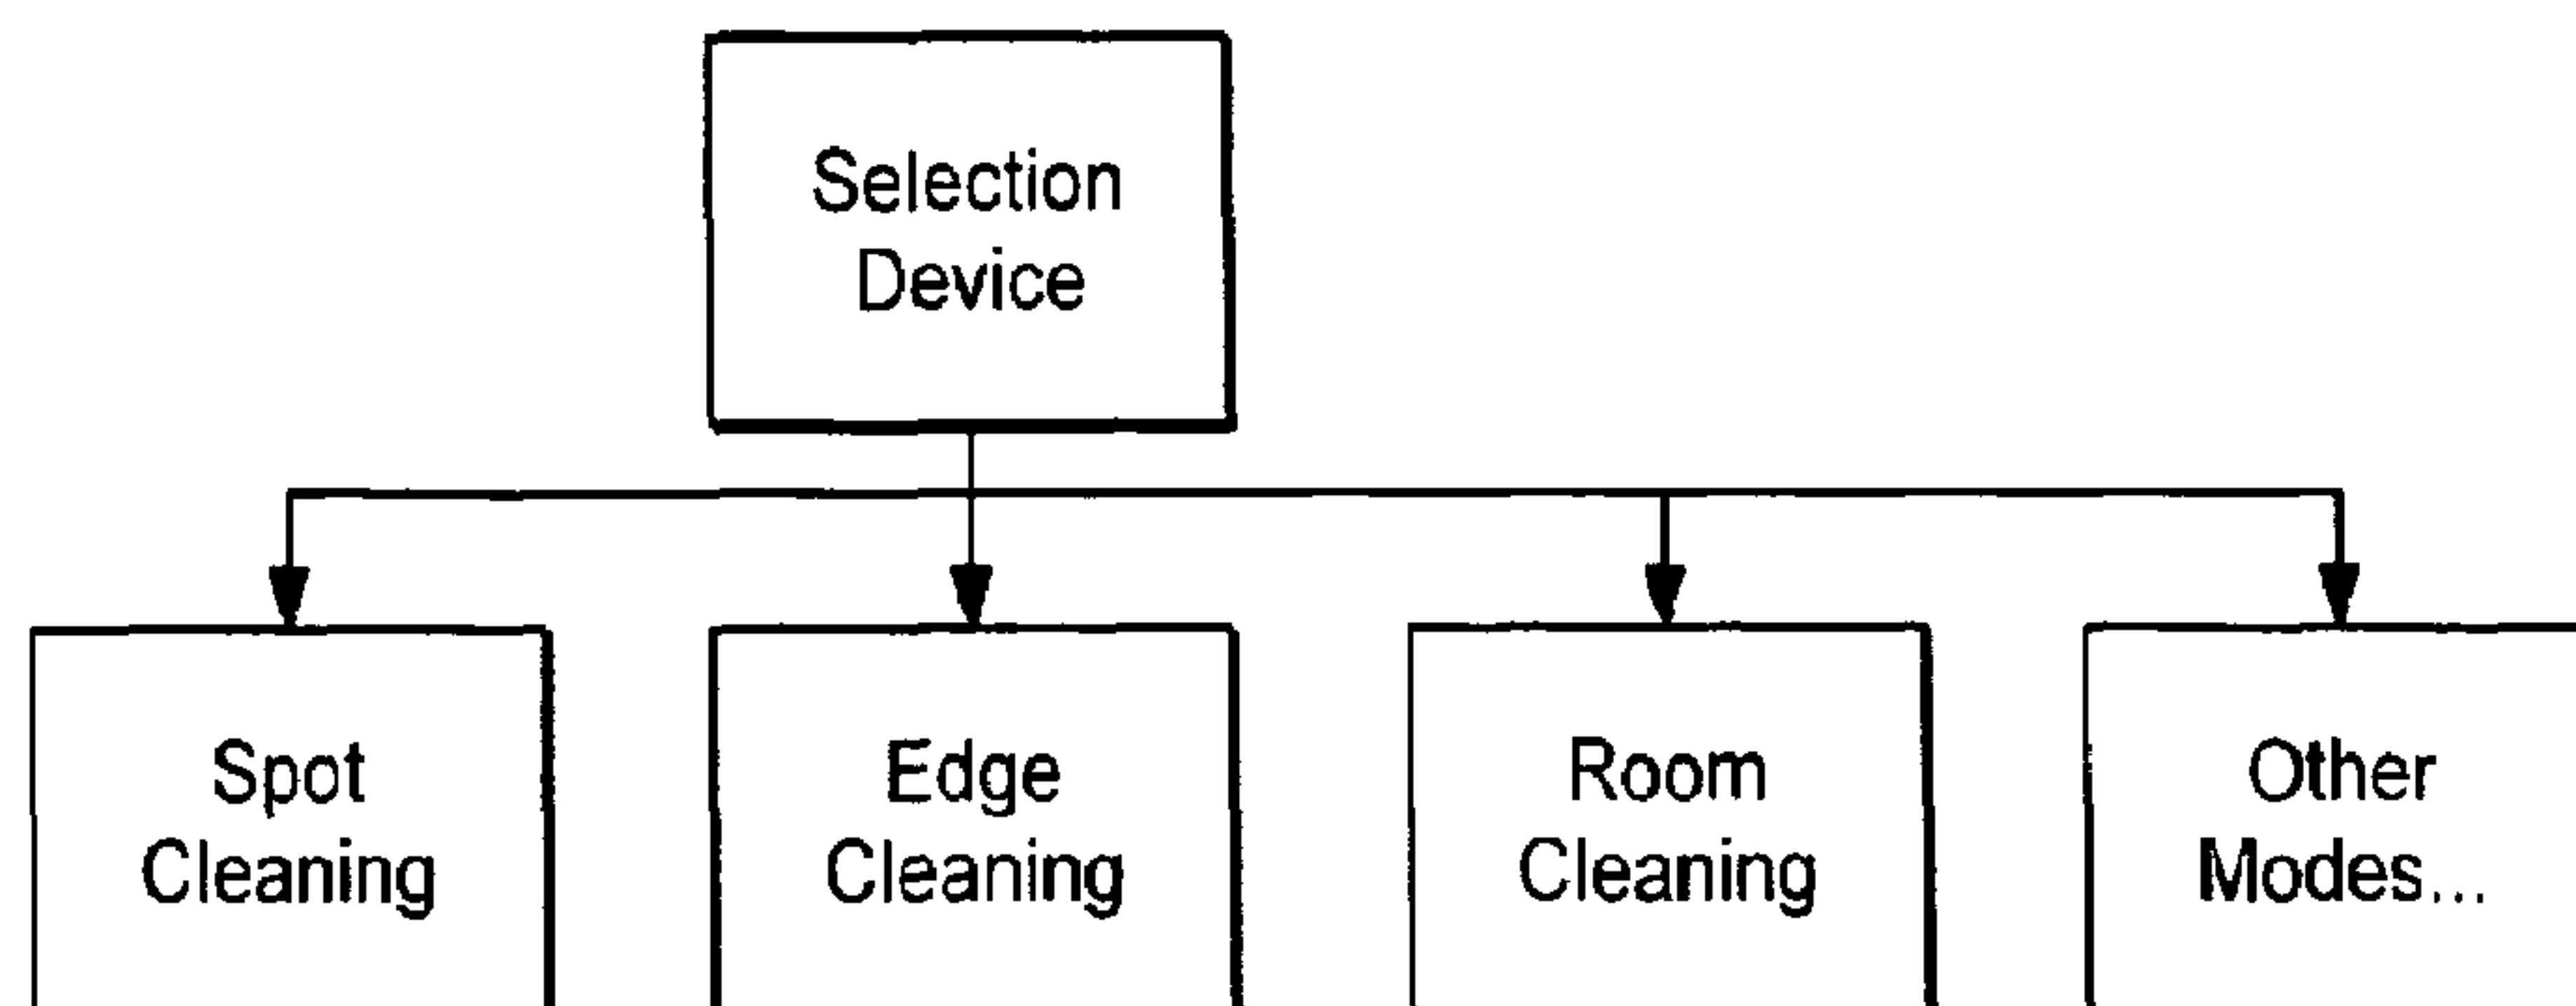 Selection
Device
Spot
Cleaning
Edge
Cleaning
Room
Cleaning
Other
Modes...